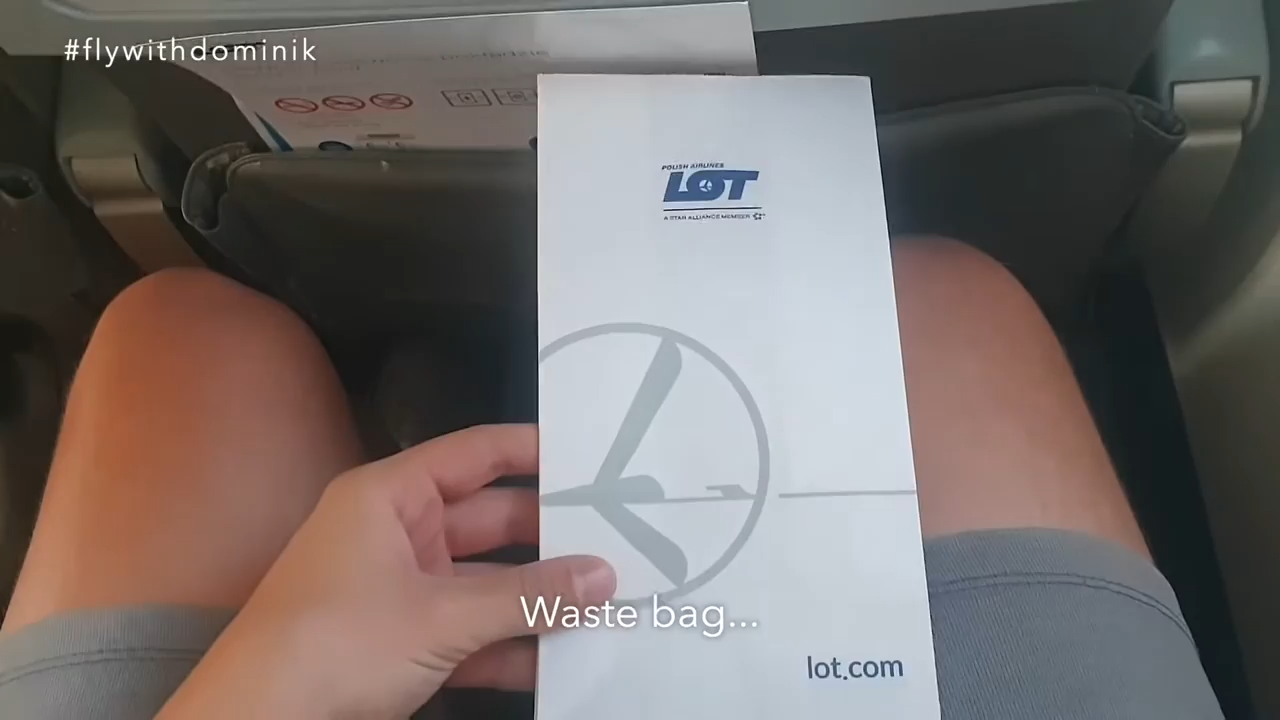 #flywithdominik
POLISH AIRLINES
LOT
A STAR ALLIANCE MEMBER
Waste bag...
lot.com